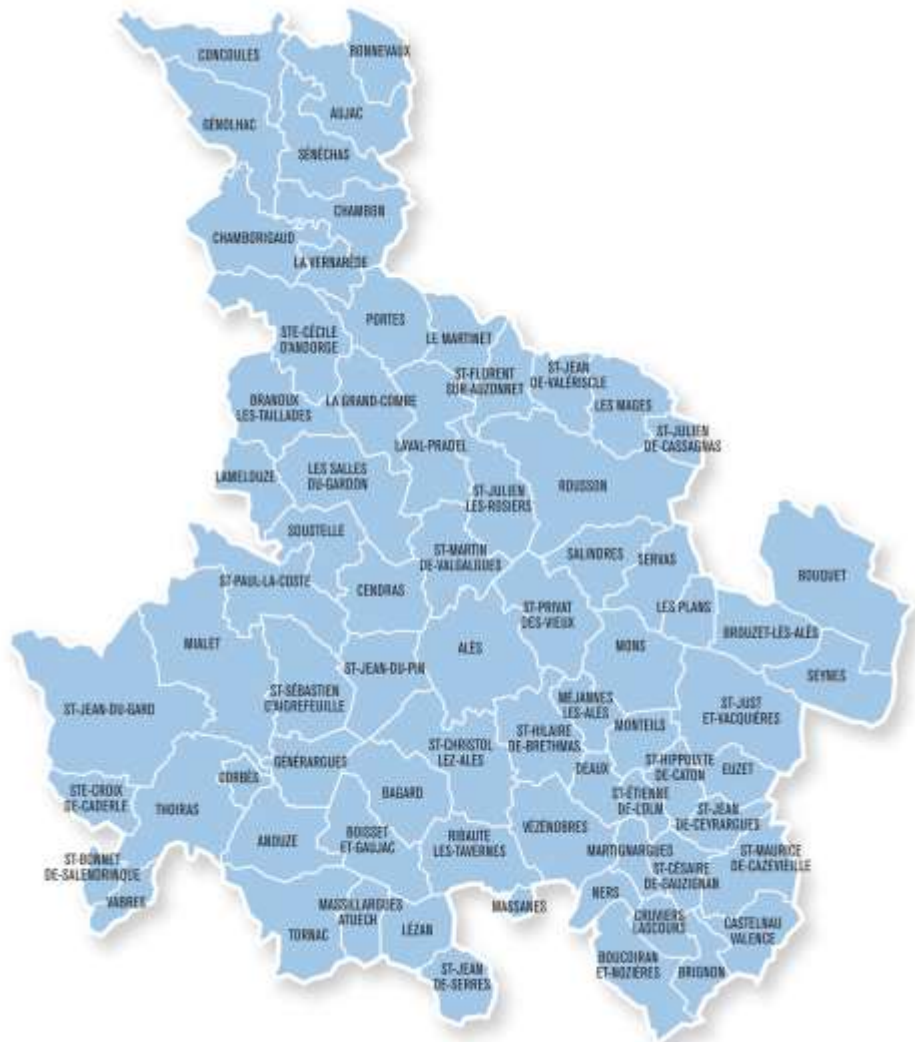 CONCOULES
BONNEVAUX
AUJAC
GÉNOLHAC
SÉNÉCHAS
CHAMBON
CHAMBORIGAUD
LA VERNARÈDE
PORTES
STE-CÉCILE
D'ANDORGE
LE MARTINET
ST-FLORENT
SUR-AUZONNET
ST-JEAN
DE-VALÉRISCLE
BRANOUX
LES-TAILLADES
LA GRAND-COMBE
LES MAGES
ST-JULIEN
DE-CASSAGNAS
LAVAL-PRADEL
LAMELOUZE
LES SALLES
DU-GARDON
ROUSSON
ST-JULIEN
LES-ROSIERS
SOUSTELLE
ST-MARTIN
DE-VALGALGUES
SALINDRES
SERVAS
ST-PAUL-LA-COSTE
CENDRAS
BOUQUET
ST-PRIVAT
DES-VIEUX
LES PLANS
BROUZET-LÈS-ALÈS
MIALET
ALÈS
MONS
ST-JEAN-DU-PIN
SEYNES
ST-SÉBASTIEN
D'AIGREFEUILLE
ST-JEAN-DU-GARD
MÉJANNES
LES-ALÈS
ST-JUST
ET-VACQUIÈRES
MONTEILS
ST-HILAIRE
DE-BRETHMAS
ST-CHRISTOL
LEZ-ALES
GÉNÉRARGUES
ST-HIPPOLYTE
DE-CATON
EUZET
DEAUX
CORBÈS
STE-CROIX
DE-CADERLE
THOIRAS
BAGARD
ST-ÉTIENNE
DE-L'OLM
ST-JEAN
DE-CEYRARGUES
VÉZÉNOBRES
ANDUZE
BOISSET
ET-GAUJAC
RIBAUTE
LES-TAVERNES
MARTIGNARGUES
ST-MAURICE
DE-CAZEVIEILLE
ST-BONNET
DE-SALENDRINQUE
ST-CÉSAIRE
DE-GAUZIGNAN
VABRES
NERS
MASSILLARGUES
ATUECH
MASSANES
CRUVIERS
LASCOURS
CASTELNAU
VALENCE
TORNAC
LÉZAN
BOUCOIRAN
ET-NOZIÈRES
BRIGNON
ST-JEAN
DE-SERRES